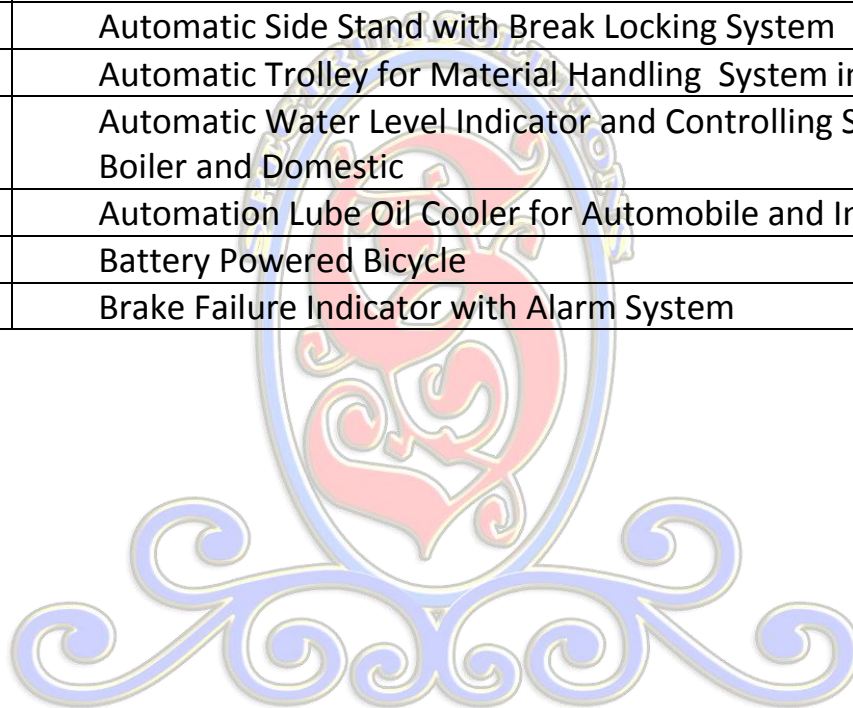 Automatic Side Stand with Break Locking System
Automatic Trolley for Material Handling System
Automatic Water Level Indicator and Controlling
Boiler and Domestic
Automation Lube Oil Cooler for Automobile and
Battery Powered Bicycle
Brake Failure Indicator with Alarm System